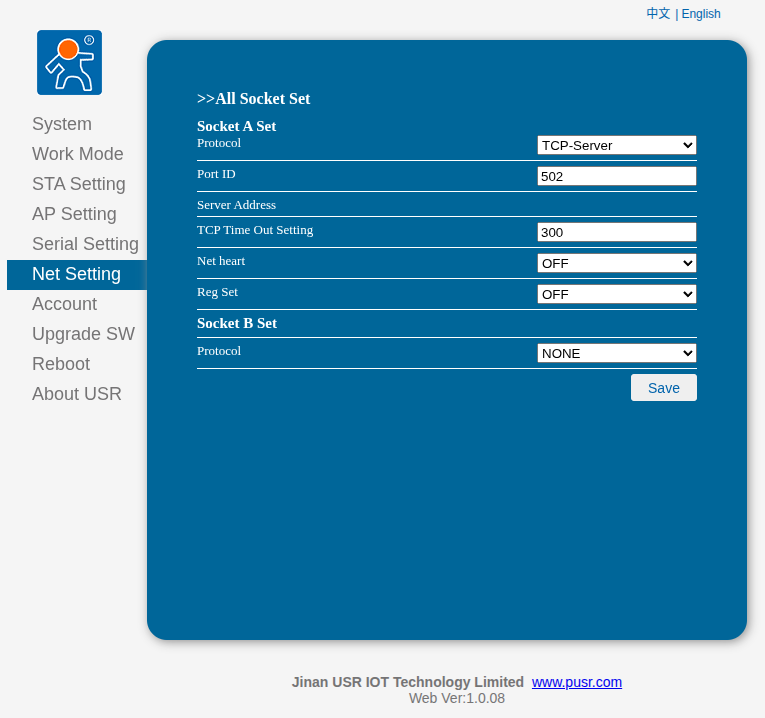 中文 | English
®
System
Work Mode
STA Setting
AP Setting
Serial Setting
Net Setting
Account
Upgrade SW
Reboot
About USR
>>All Socket Set
Socket A Set
Protocol TCP-Server
Port ID 502
Server Address
TCP Time Out Setting 300
Net heart OFF
Reg Set OFF
Socket B Set
Protocol NONE
Save
Jinan USR IOT Technology Limited www.pusr.com
Web Ver:1.0.08